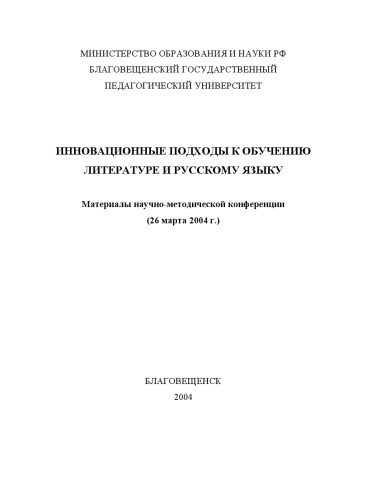 МИНИСТЕРСТВО ОБРАЗОВАНИЯ И НАУКИ РФ
БЛАГОВЕЩЕНСКИЙ ГОСУДАРСТВЕННЫЙ
ПЕДАГОГИЧЕСКИЙ УНИВЕРСИТЕТ
ИННОВАЦИОННЫЕ ПОДХОДЫ К ОБУЧЕНИЮ
ЛИТЕРАТУРЕ И РУССКОМУ ЯЗЫКУ
Материалы научно-методической конференции
(26 марта 2004 г.)
БЛАГОВЕЩЕНСК
2004